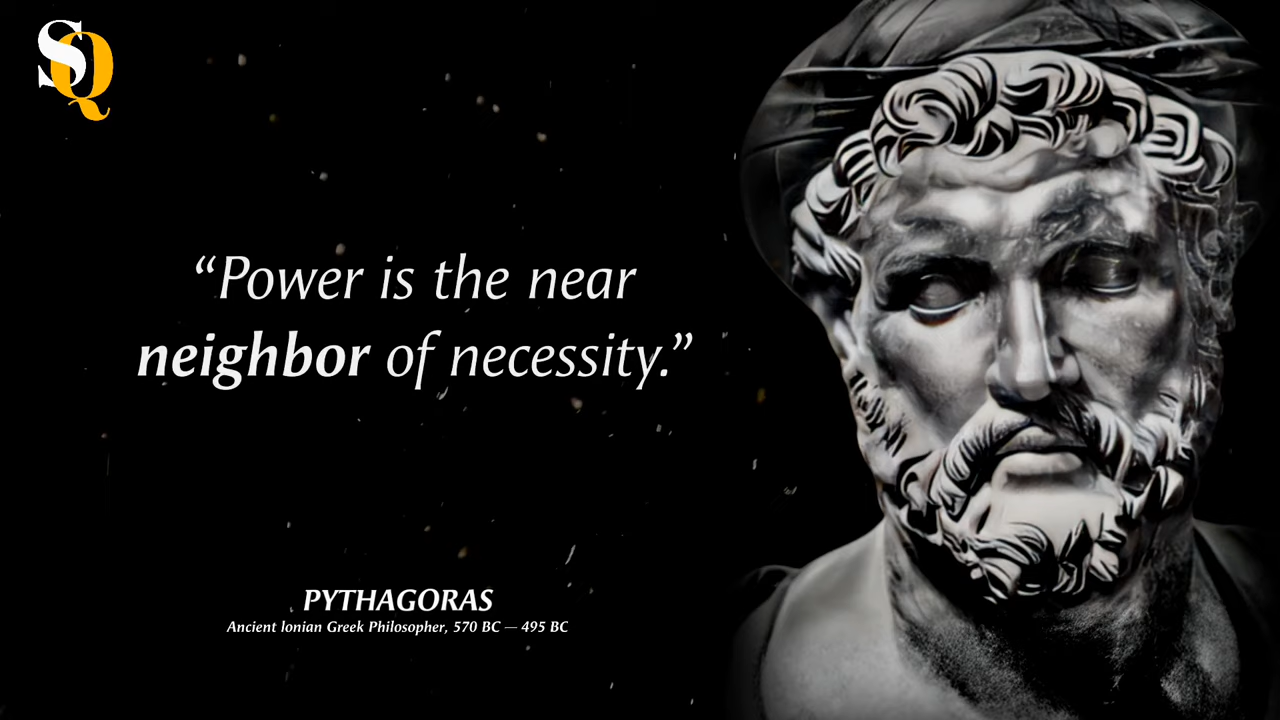 SQ
“Power is the near
neighbor of necessity.”
PYTHAGORAS
Ancient Ionian Greek Philosopher, 570 BC — 495 BC